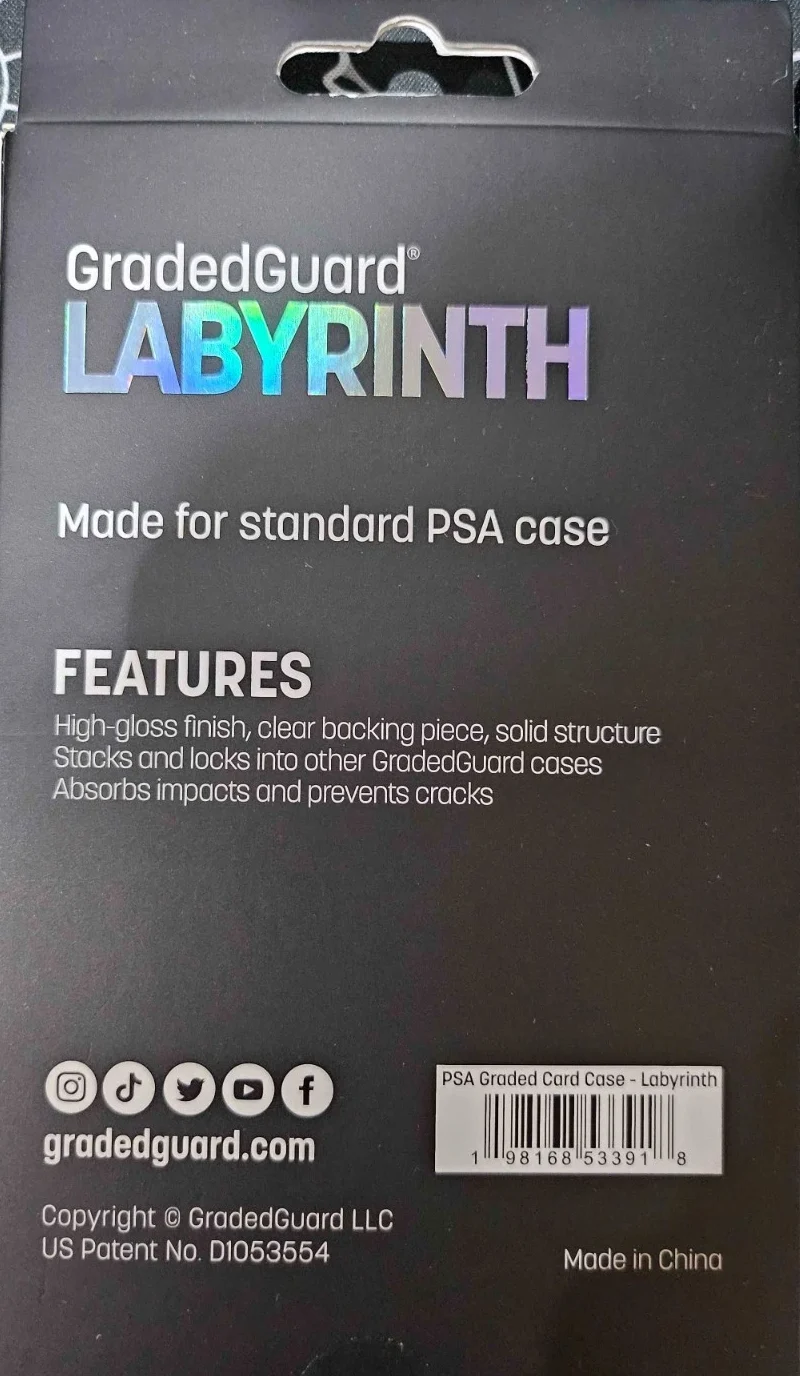 GradedGuard®
LABYRINTH
Made for standard PSA case
FEATURES
High-gloss finish, clear backing piece, solid structure
Stacks and locks into other GradedGuard cases
Absorbs impacts and prevents cracks
gradedguard.com
Copyright © GradedGuard LLC
US Patent No. D1053554
PSA Graded Card Case - Labyrinth
1 98168 53391 8
Made in China